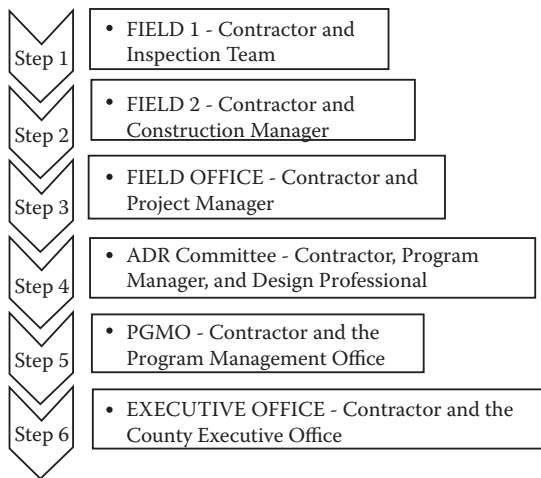 Step 1
• FIELD 1 - Contractor and
Inspection Team
Step 2
• FIELD 2 - Contractor and
Construction Manager
Step 3
• FIELD OFFICE - Contractor and
Project Manager
Step 4
• ADR Committee - Contractor, Program
Manager, and Design Professional
Step 5
• PGMO - Contractor and the
Program Management Office
Step 6
• EXECUTIVE OFFICE - Contractor and the
County Executive Office